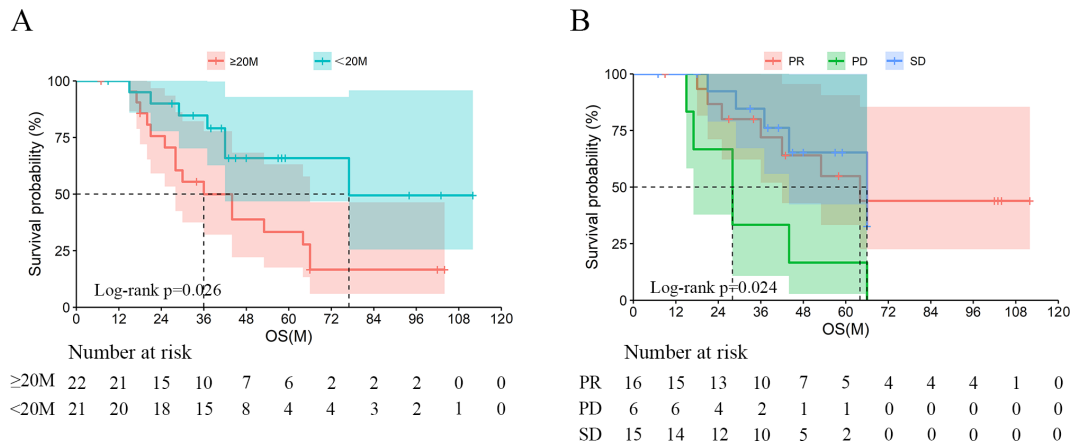 A
≥20M <20M
Survival probability (%)
100
75
50
25
0
Log-rank p=0.026
0 12 24 36 48 60 72 84 96 108 120
OS(M)
Number at risk
≥20M 22 21 15 10 7 6 2 2 2 0 0
<20M 21 20 18 15 8 4 4 3 2 1 0
B
PR PD SD
Survival probability (%)
100
75
50
25
0
Log-rank p=0.024
0 12 24 36 48 60 72 84 96 108 120
OS(M)
Number at risk
PR 16 15 13 10 7 5 4 4 4 1 0
PD 6 6 4 2 1 1 0 0 0 0 0
SD 15 14 12 10 5 2 0 0 0 0 0